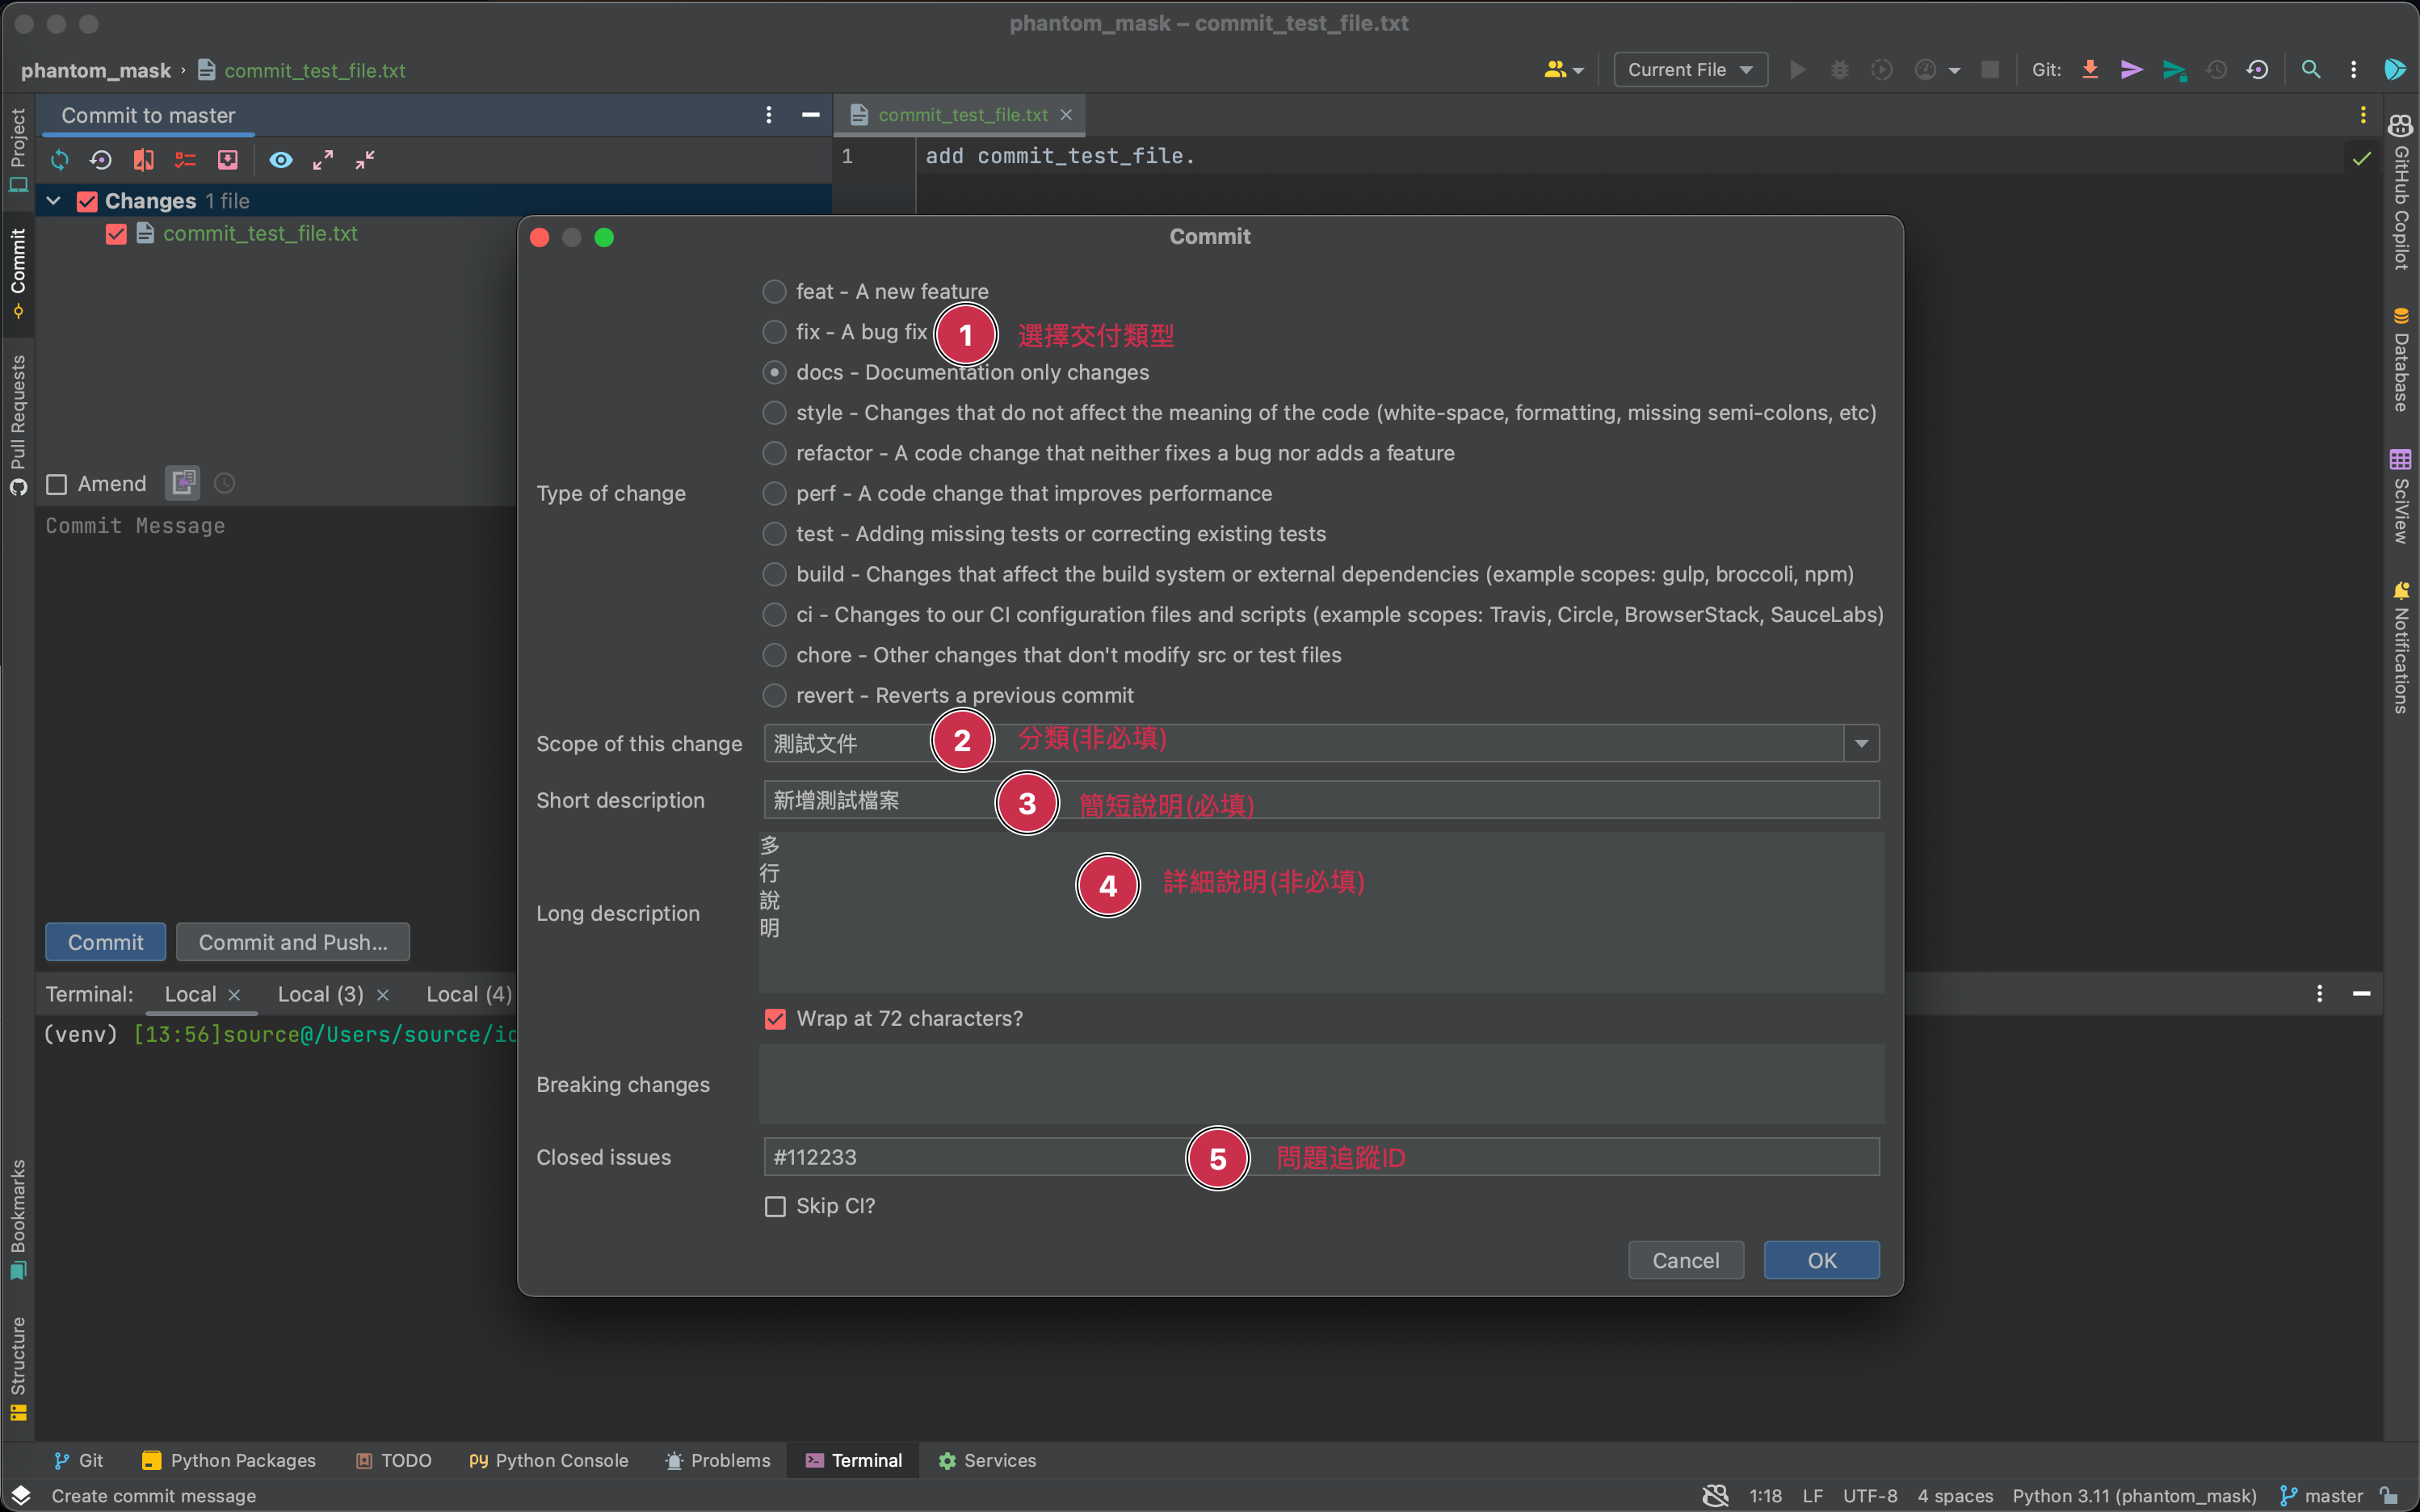 phantom_mask – commit_test_file.txt
phantom_mask › commit_test_file.txt
Current File
Git:
Commit to master
commit_test_file.txt
Project
Commit
Pull Requests
Bookmarks
Structure
Changes 1 file
commit_test_file.txt
1 add commit_test_file.
Amend
Commit Message
Commit
Commit and Push...
Commit
Type of change
feat - A new feature
fix - A bug fix
1 選擇交付類型
docs - Documentation only changes
style - Changes that do not affect the meaning of the code (white-space, formatting, missing semi-colons, etc)
refactor - A code change that neither fixes a bug nor adds a feature
perf - A code change that improves performance
test - Adding missing tests or correcting existing tests
build - Changes that affect the build system or external dependencies (example scopes: gulp, broccoli, npm)
ci - Changes to our CI configuration files and scripts (example scopes: Travis, Circle, BrowserStack, SauceLabs)
chore - Other changes that don't modify src or test files
revert - Reverts a previous commit
Scope of this change 測試文件
2 分類(非必填)
Short description 新增測試檔案
3 簡短說明(必填)
Long description
多
行
說
明
4 詳細說明(非必填)
Wrap at 72 characters?
Breaking changes
Closed issues #112233
5 問題追蹤ID
Skip CI?
Cancel
OK
GitHub Copilot
Database
SciView
Notifications
Terminal: Local Local (3) Local (4)
(venv) [13:56]source@/Users/source/ic
Git
Python Packages
TODO
Python Console
Problems
Terminal
Services
Create commit message
1:18 LF UTF-8 4 spaces Python 3.11 (phantom_mask) master